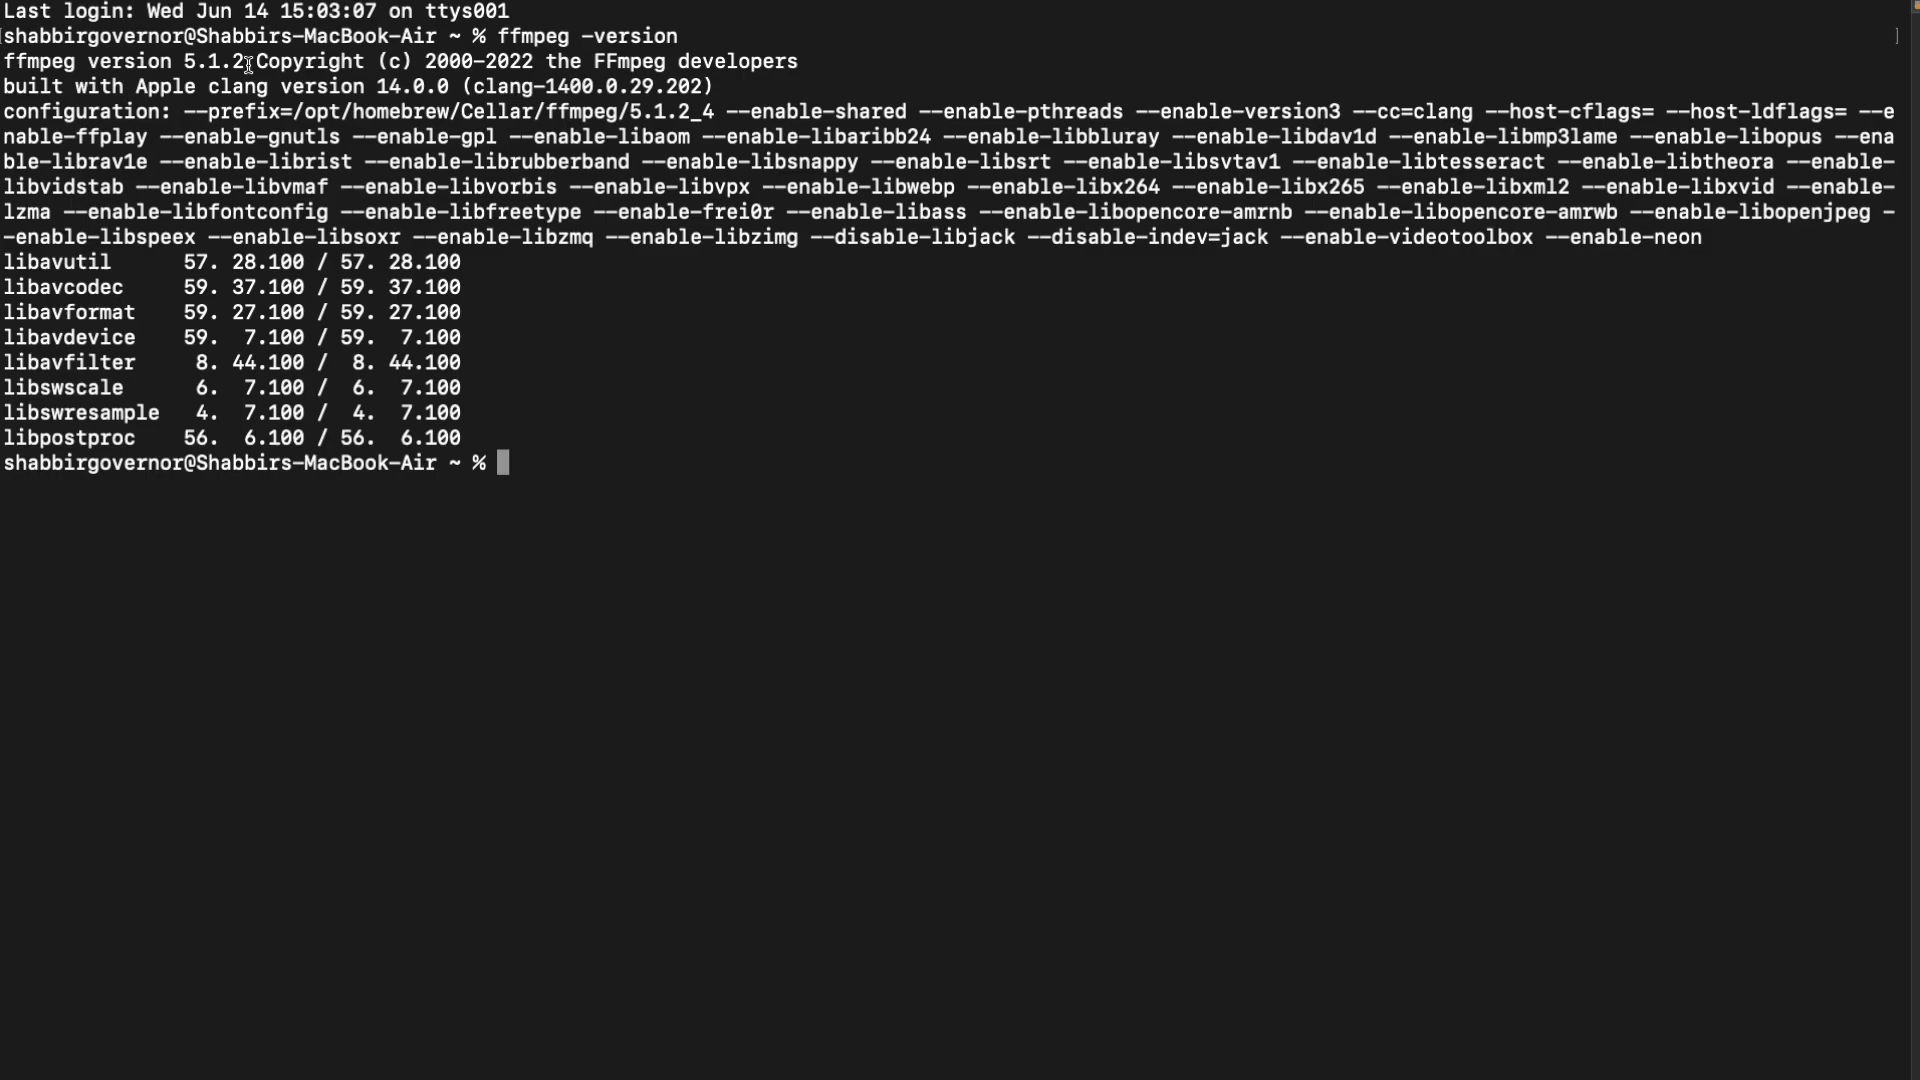 Last login: Wed Jun 14 15:03:07 on ttys001
[shabbirgovernor@Shabbirs-MacBook-Air ~ % ffmpeg -version ]
ffmpeg version 5.1.2 Copyright (c) 2000-2022 the FFmpeg developers
built with Apple clang version 14.0.0 (clang-1400.0.29.202)
configuration: --prefix=/opt/homebrew/Cellar/ffmpeg/5.1.2_4 --enable-shared --enable-pthreads --enable-version3 --cc=clang --host-cflags= --host-ldflags= --e
nable-ffplay --enable-gnutls --enable-gpl --enable-libaom --enable-libaribb24 --enable-libbluray --enable-libdav1d --enable-libmp3lame --enable-libopus --ena
ble-librav1e --enable-librist --enable-librubberband --enable-libsnappy --enable-libsrt --enable-libsvtav1 --enable-libtesseract --enable-libtheora --enable-
libvidstab --enable-libvmaf --enable-libvorbis --enable-libvpx --enable-libwebp --enable-libx264 --enable-libx265 --enable-libxml2 --enable-libxvid --enable-
lzma --enable-libfontconfig --enable-libfreetype --enable-frei0r --enable-libass --enable-libopencore-amrnb --enable-libopencore-amrwb --enable-libopenjpeg -
-enable-libspeex --enable-libsoxr --enable-libzmq --enable-libzimg --disable-libjack --disable-indev=jack --enable-videotoolbox --enable-neon
libavutil      57. 28.100 / 57. 28.100
libavcodec     59. 37.100 / 59. 37.100
libavformat    59. 27.100 / 59. 27.100
libavdevice    59.  7.100 / 59.  7.100
libavfilter     8. 44.100 /  8. 44.100
libswscale      6.  7.100 /  6.  7.100
libswresample   4.  7.100 /  4.  7.100
libpostproc    56.  6.100 / 56.  6.100
shabbirgovernor@Shabbirs-MacBook-Air ~ %